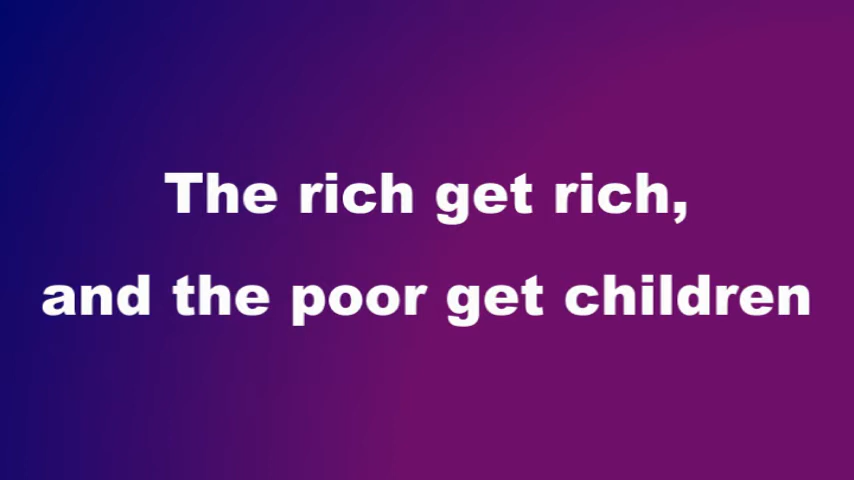 The rich get rich,
and the poor get children